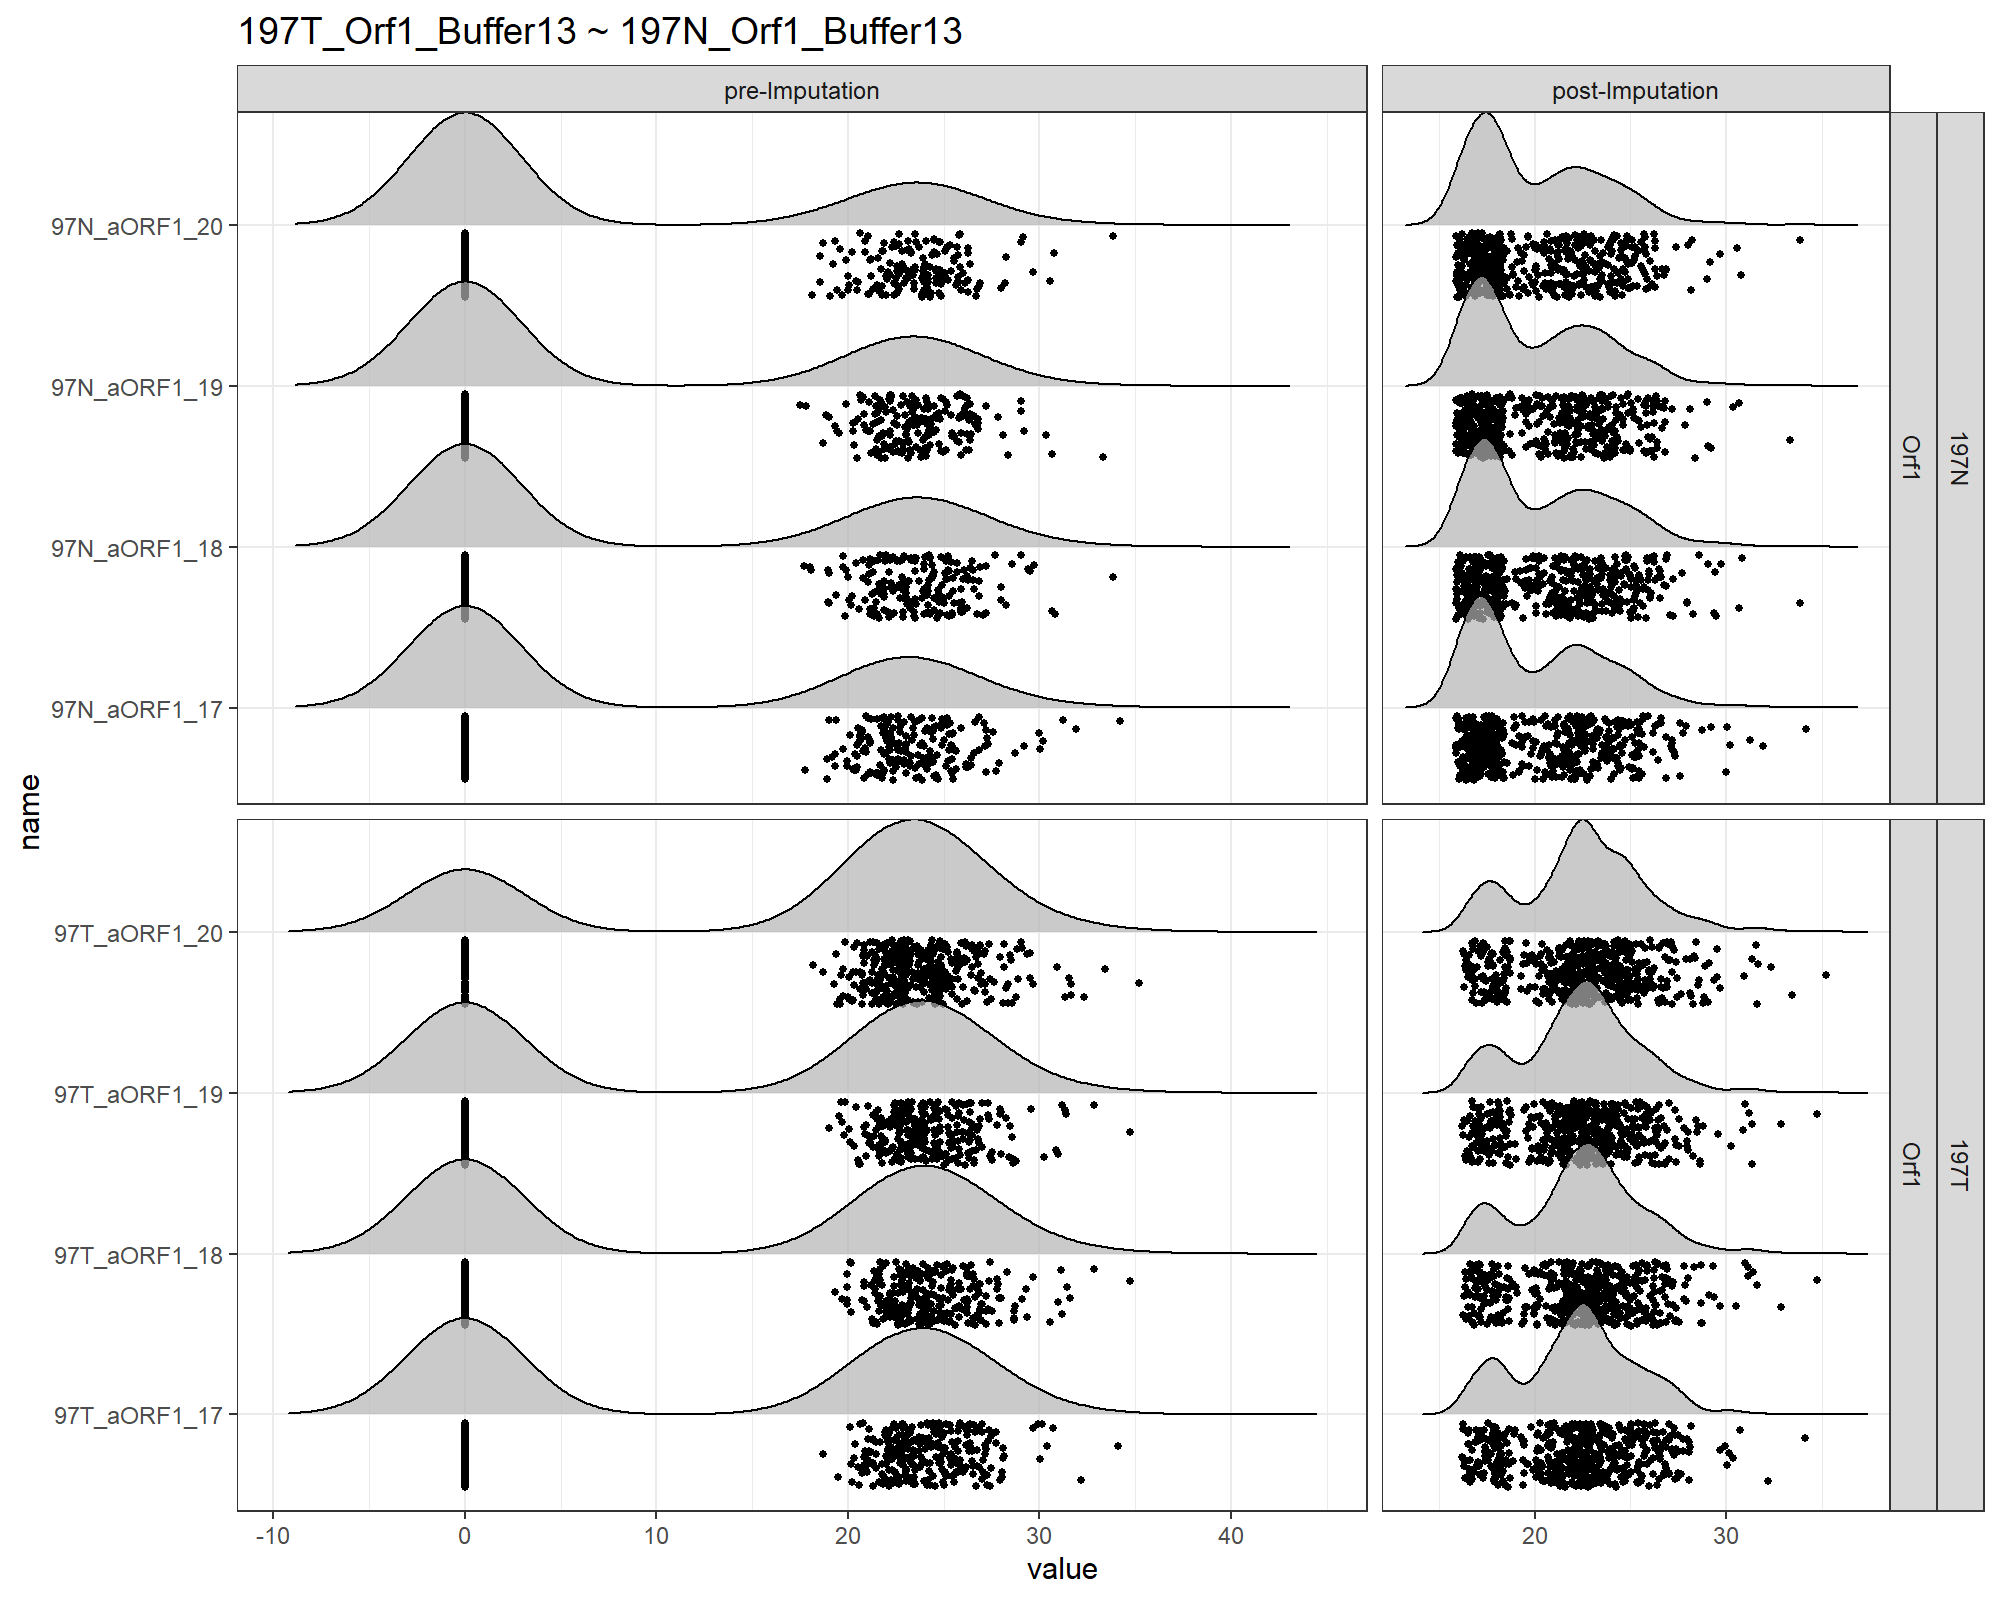 197T_Orf1_Buffer13 ~ 197N_Orf1_Buffer13
pre-Imputation
post-Imputation
97N_aORF1_20
97N_aORF1_19
97N_aORF1_18
97N_aORF1_17
Orf1
197N
name
97T_aORF1_20
97T_aORF1_19
97T_aORF1_18
97T_aORF1_17
Orf1
197T
-10 0 10 20 30 40
20 30
value